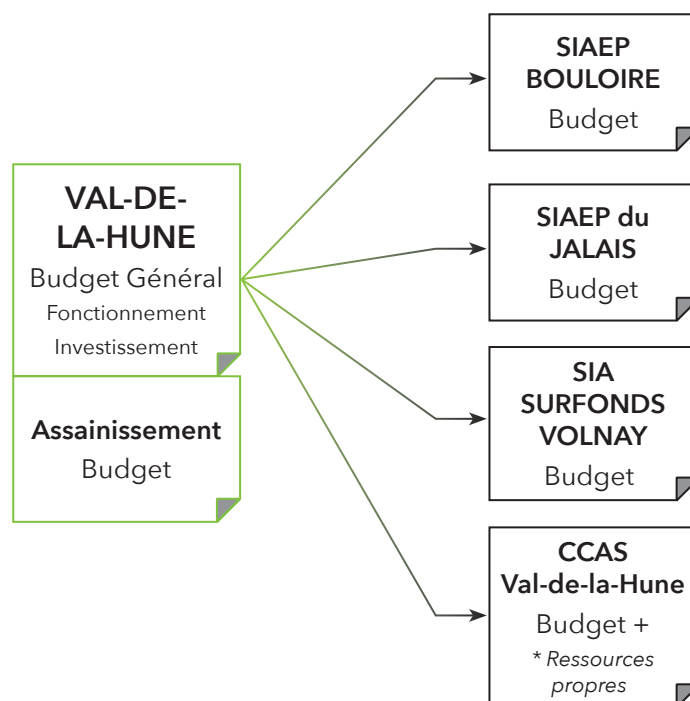 VAL-DE-
LA-HUNE
Budget Général
Fonctionnement
Investissement
Assainissement
Budget
SIAEP
BOULOIRE
Budget
SIAEP du
JALAIS
Budget
SIA
SURFONDS
VOLNAY
Budget
CCAS
Val-de-la-Hune
Budget +
* Ressources
propres